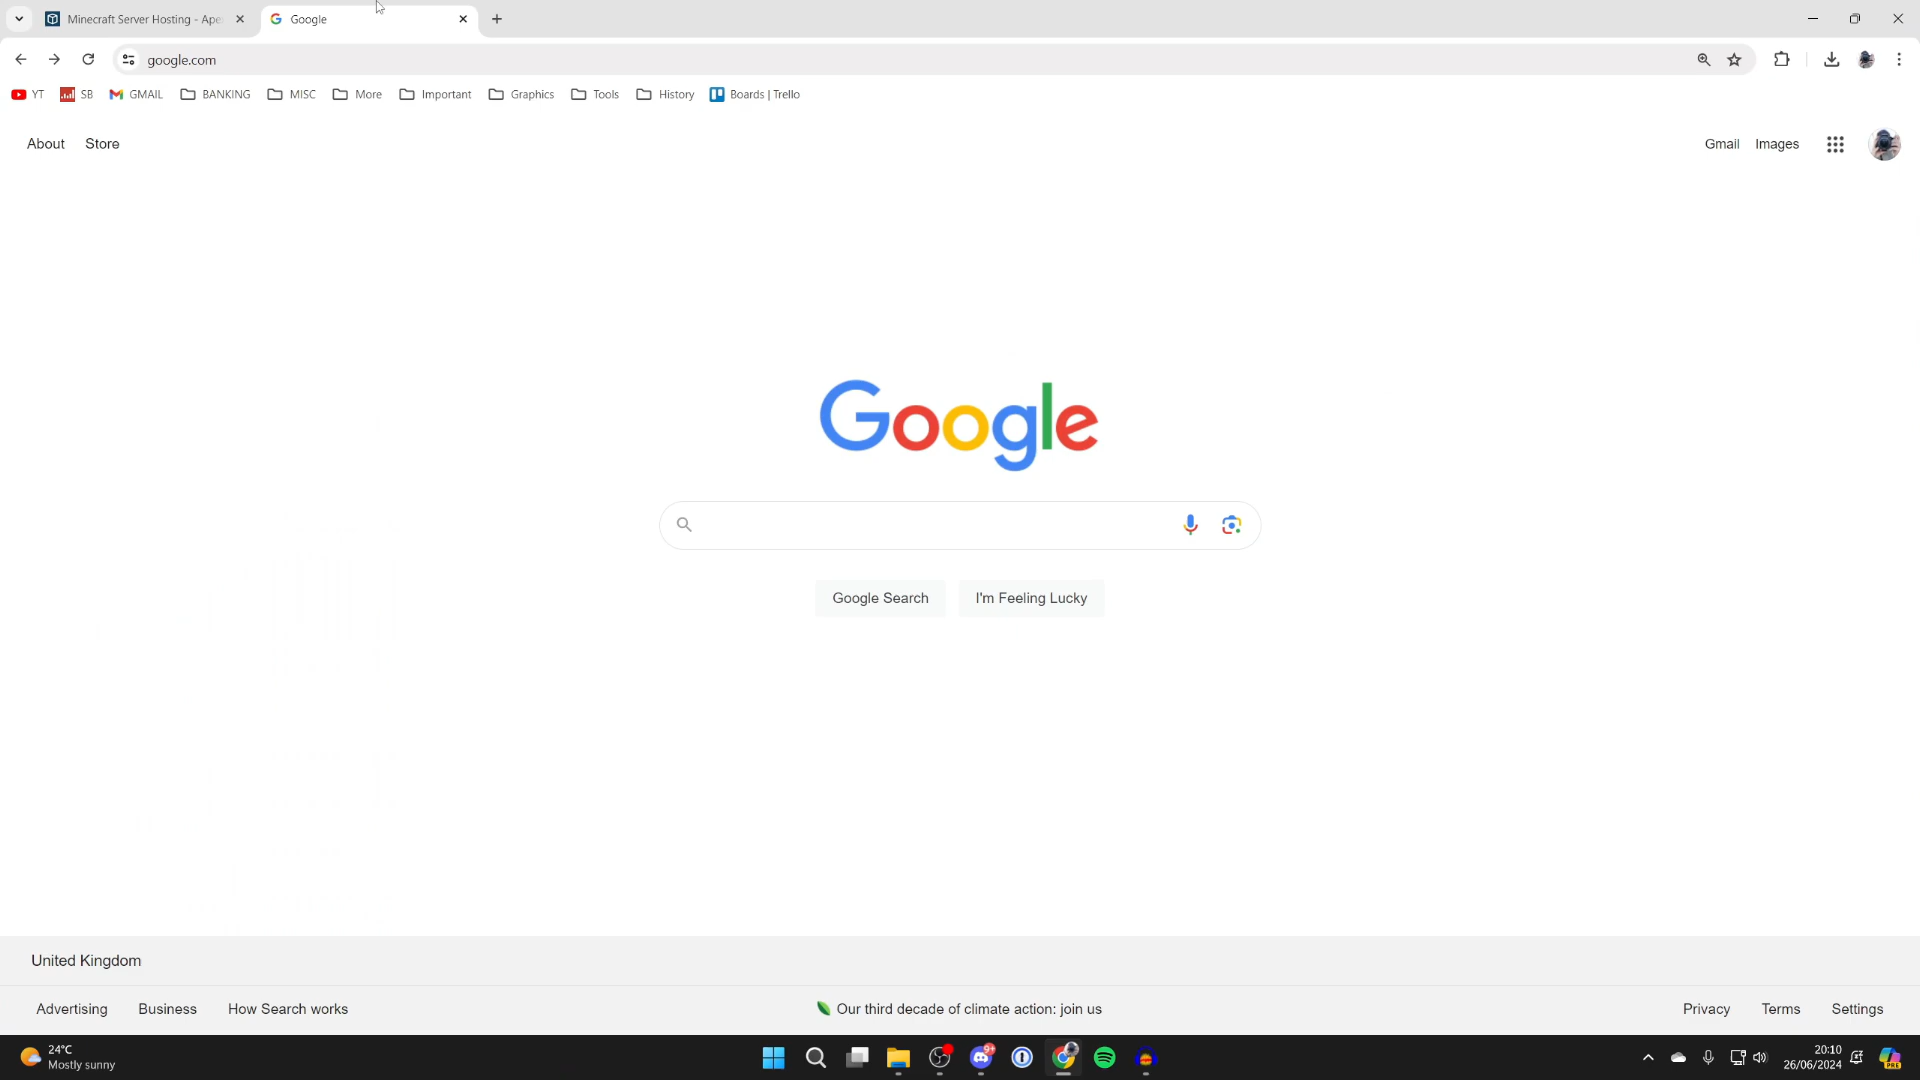 Minecraft Server Hosting - Ape
Google
google.com
YT
SB
GMAIL
BANKING
MISC
More
Important
Graphics
Tools
History
Boards | Trello
About
Store
Gmail
Images
Google
Google Search
I'm Feeling Lucky
United Kingdom
Advertising
Business
How Search works
Our third decade of climate action: join us
Privacy
Terms
Settings
24°C
Mostly sunny
9+
20:10
26/06/2024
PRE